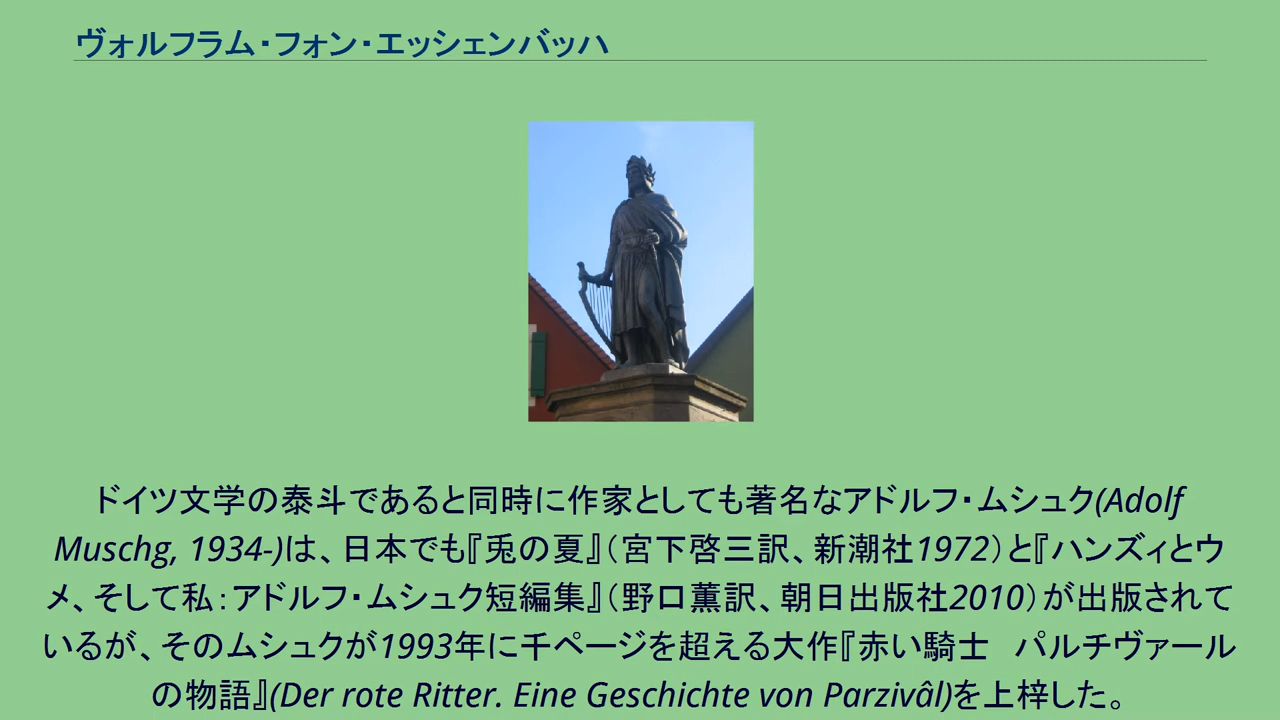 ヴォルフラム・フォン・エッシェンバッハ
ドイツ文学の泰斗であると同時に作家としても著名なアドルフ・ムシュク(Adolf
Muschg, 1934-)は、日本でも『兎の夏』（宮下啓三訳、新潮社1972）と『ハンズィとウ
メ、そして私：アドルフ・ムシュク短編集』（野口薫訳、朝日出版社2010）が出版されて
いるが、そのムシュクが1993年に千ページを超える大作『赤い騎士　パルチヴァール
の物語』(Der rote Ritter. Eine Geschichte von Parzivâl)を上梓した。